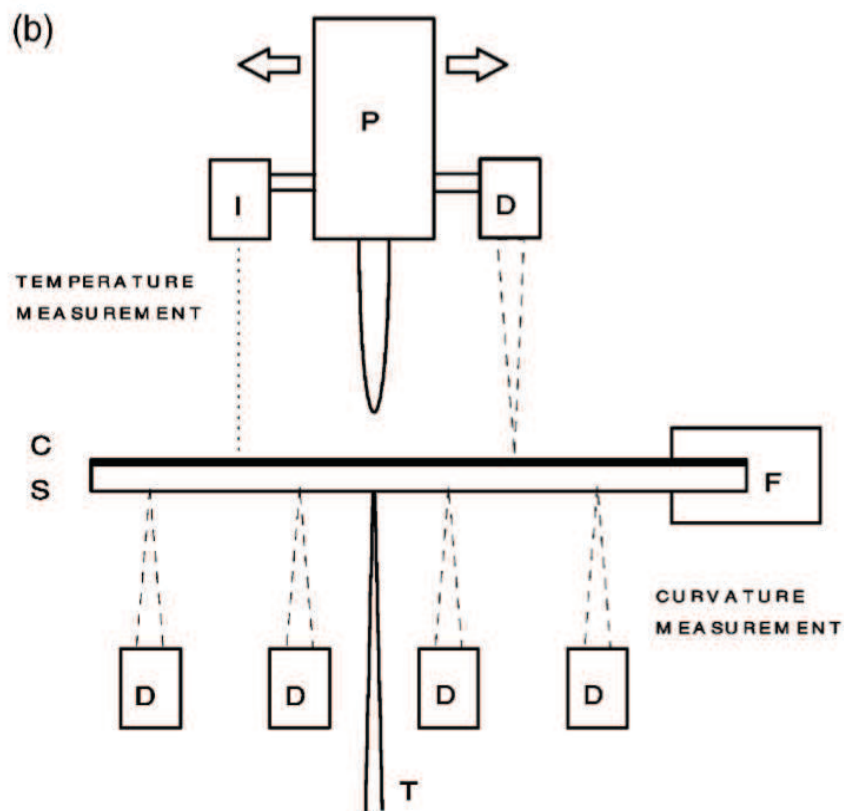 (b)
P
I
D
TEMPERATURE
MEASUREMENT
C
S
F
CURVATURE
MEASUREMENT
D
D
D
D
T